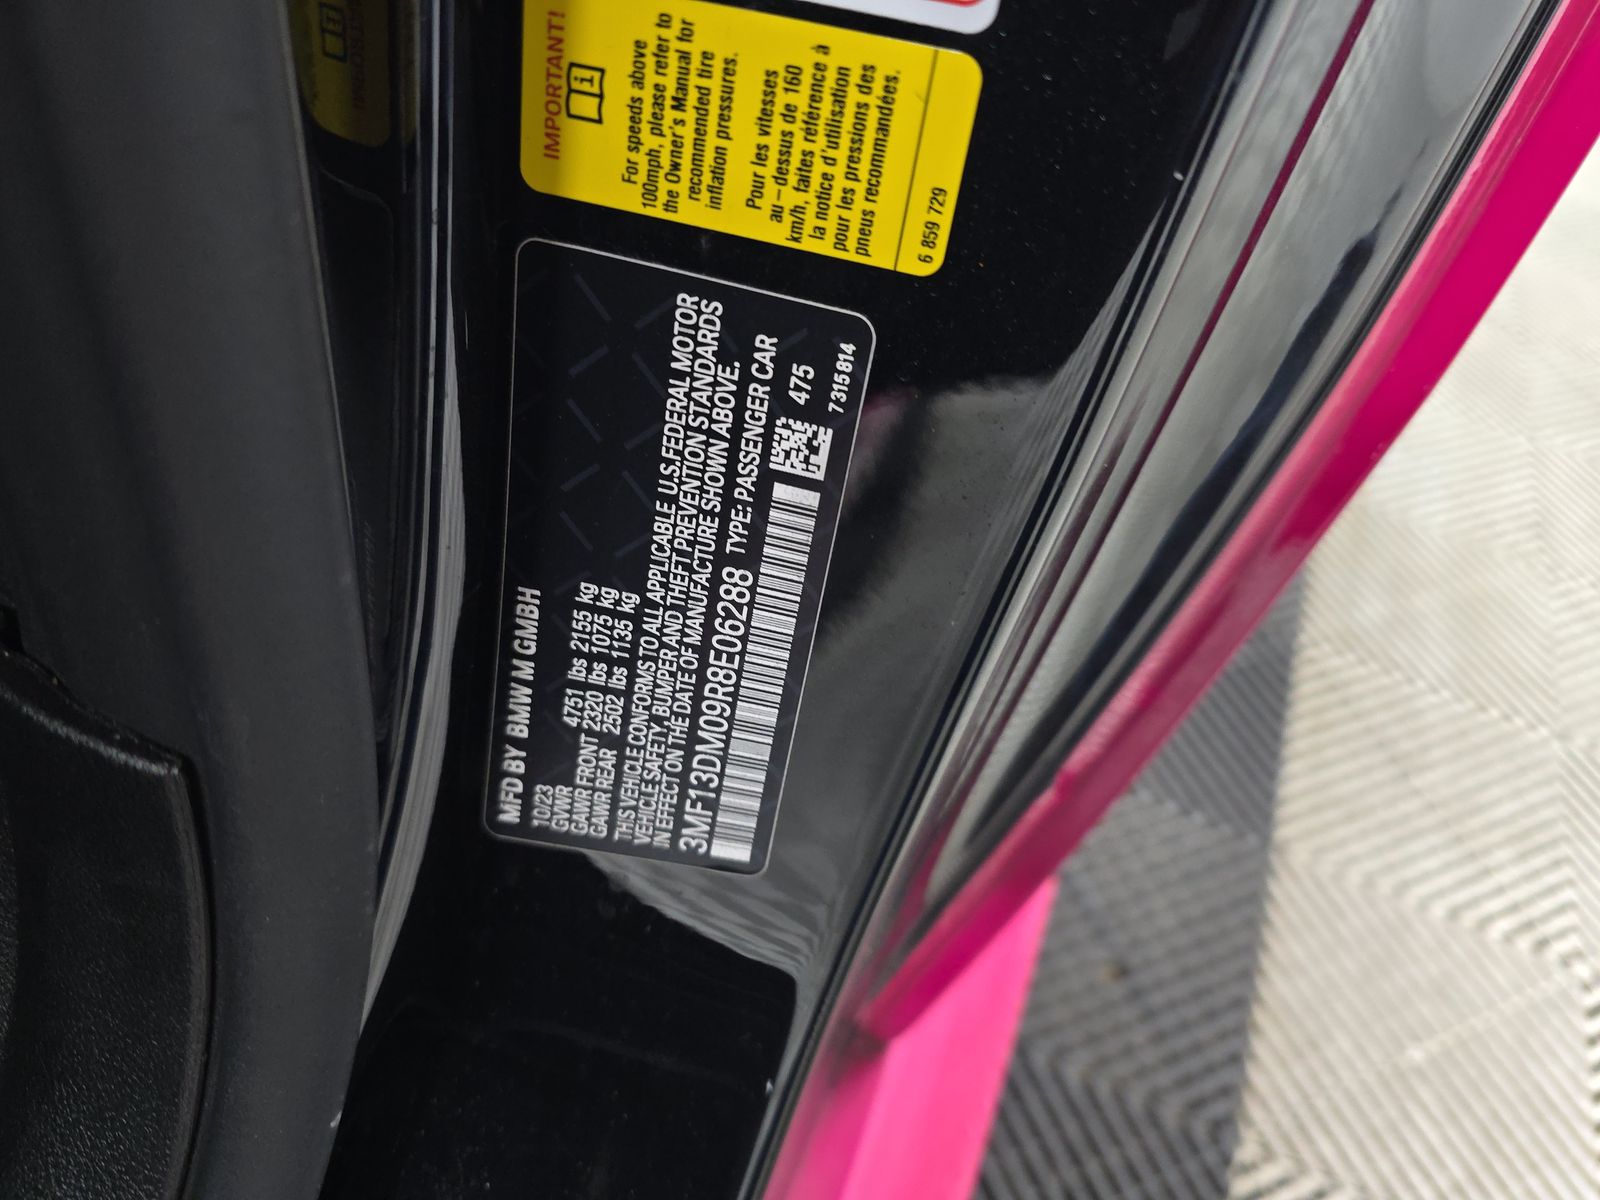 IMPORTANT!
For speeds above
100mph, please refer to
the Owner's Manual for
recommended tire
inflation pressures.
Pour les vitesses
au-dessus de 160
km/h, faites référence à
la notice d'utilisation
pour les pressions des
pneus recommandées.
6 859 729
MFD BY BMW M GMBH
10/23
GVWR 4751 lbs 2155 kg
GAWR FRONT 2320 lbs 1075 kg
GAWR REAR 2502 lbs 1135 kg
THIS VEHICLE CONFORMS TO ALL APPLICABLE U.S.FEDERAL MOTOR
VEHICLE SAFETY, BUMPER AND THEFT PREVENTION STANDARDS
IN EFFECT ON THE DATE OF MANUFACTURE SHOWN ABOVE.
3MF13DM09R8E06288 TYPE: PASSENGER CAR
475
7315814